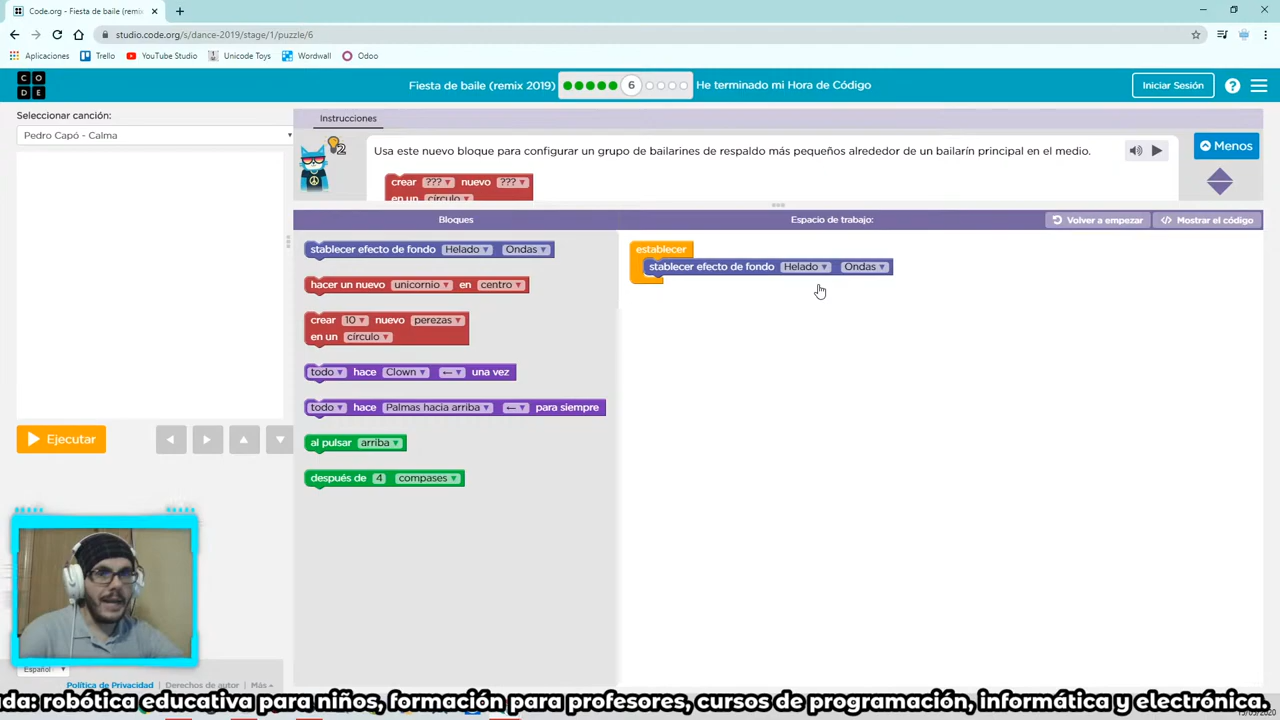 Code.org - Fiesta de baile (remix
studio.code.org/s/dance-2019/stage/1/puzzle/6
Aplicaciones Trello YouTube Studio Unicode Toys Wordwall Odoo
C O
D E
Fiesta de baile (remix 2019) 6 He terminado mi Hora de Código Iniciar Sesión ?
Seleccionar canción:
Pedro Capó - Calma
Instrucciones
2
Usa este nuevo bloque para configurar un grupo de bailarines de respaldo más pequeños alrededor de un bailarín principal en el medio.
Menos
crear ??? nuevo ???
en un círculo
Bloques Espacio de trabajo: Volver a empezar Mostrar el código
stablecer efecto de fondo Helado Ondas
hacer un nuevo unicornio en centro
crear 10 nuevo perezas
en un círculo
todo hace Clown ← una vez
todo hace Palmas hacia arriba ← para siempre
al pulsar arriba
después de 4 compases
establecer
stablecer efecto de fondo Helado Ondas
Ejecutar
Español
Política de Privacidad Derechos de autor Más
da: robótica educativa para niños, formación para profesores, cursos de programación, informática y electrónica.